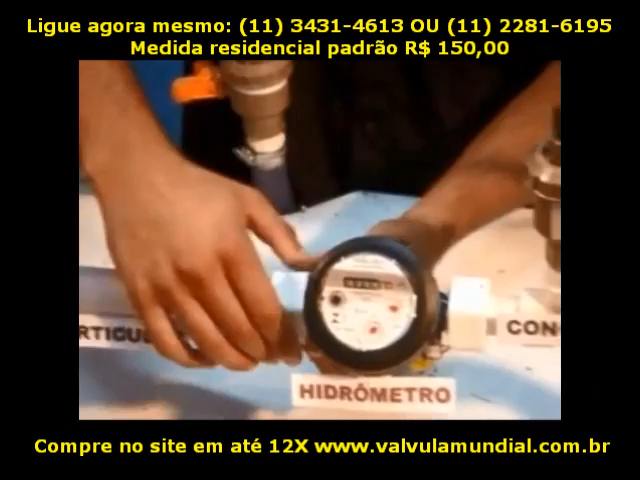 Ligue agora mesmo: (11) 3431-4613 OU (11) 2281-6195
Medida residencial padrão R$ 150,00
RTICU
CON
HIDRÔMETRO
Compre no site em até 12X www.valvulamundial.com.br